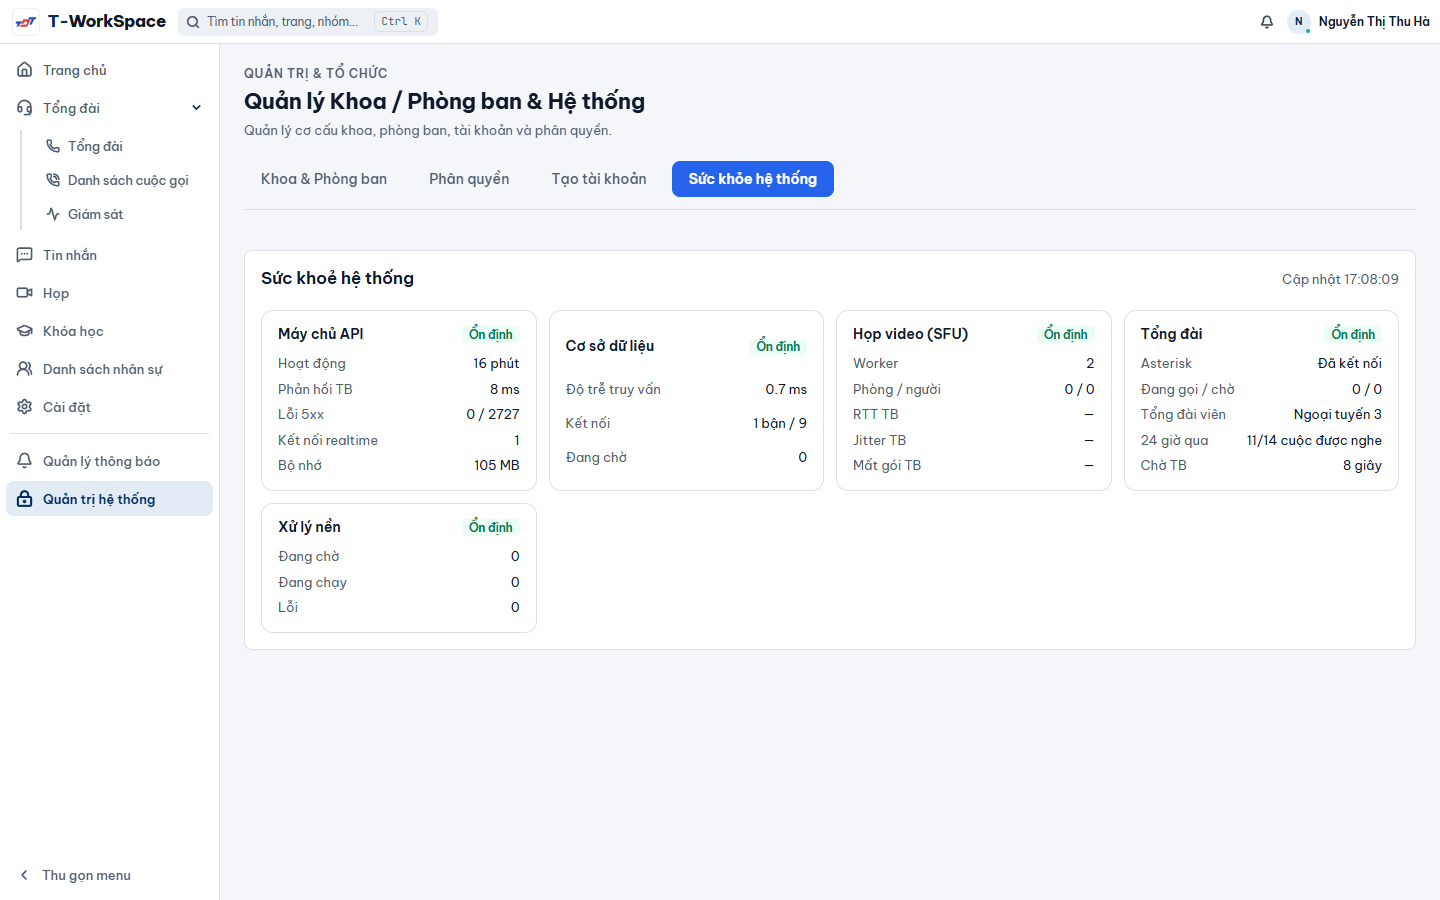 TDT T-WorkSpace
Tìm tin nhắn, trang, nhóm... Ctrl K
N Nguyễn Thị Thu Hà
Trang chủ
Tổng đài
Tổng đài
Danh sách cuộc gọi
Giám sát
Tin nhắn
Họp
Khóa học
Danh sách nhân sự
Cài đặt
Quản lý thông báo
Quản trị hệ thống
Thu gọn menu
QUẢN TRỊ & TỔ CHỨC
Quản lý Khoa / Phòng ban & Hệ thống
Quản lý cơ cấu khoa, phòng ban, tài khoản và phân quyền.
Khoa & Phòng ban Phân quyền Tạo tài khoản Sức khỏe hệ thống
Sức khoẻ hệ thống Cập nhật 17:08:09
Máy chủ API Ổn định
Hoạt động 16 phút
Phản hồi TB 8 ms
Lỗi 5xx 0 / 2727
Kết nối realtime 1
Bộ nhớ 105 MB
Cơ sở dữ liệu Ổn định
Độ trễ truy vấn 0.7 ms
Kết nối 1 bận / 9
Đang chờ 0
Họp video (SFU) Ổn định
Worker 2
Phòng / người 0 / 0
RTT TB —
Jitter TB —
Mất gói TB —
Tổng đài Ổn định
Asterisk Đã kết nối
Đang gọi / chờ 0 / 0
Tổng đài viên Ngoại tuyến 3
24 giờ qua 11/14 cuộc được nghe
Chờ TB 8 giây
Xử lý nền Ổn định
Đang chờ 0
Đang chạy 0
Lỗi 0